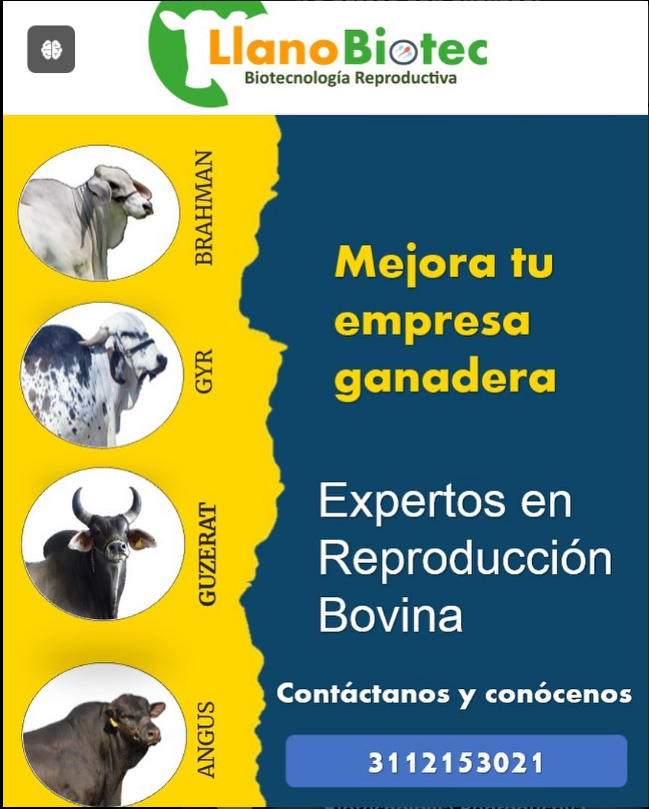 LlanoBiotec
Biotecnología Reproductiva
BRAHMAN
GYR
GUZERAT
ANGUS
Mejora tu
empresa
ganadera
Expertos en
Reproducción
Bovina
Contáctanos y conócenos
3112153021